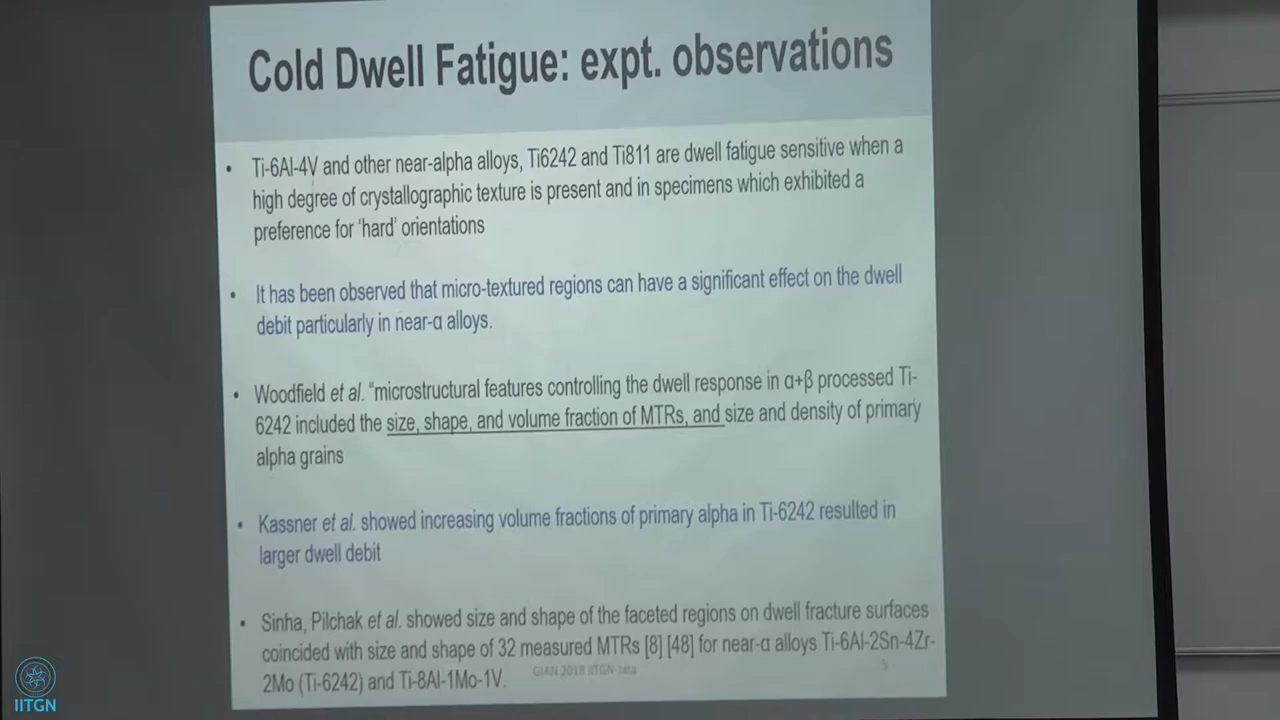 Cold Dwell Fatigue: expt. observations
• Ti-6Al-4V and other near-alpha alloys, Ti6242 and Ti811 are dwell fatigue sensitive when a
high degree of crystallographic texture is present and in specimens which exhibited a
preference for 'hard' orientations
• It has been observed that micro-textured regions can have a significant effect on the dwell
debit particularly in near-α alloys.
• Woodfield et al. "microstructural features controlling the dwell response in α+β processed Ti-
6242 included the size, shape, and volume fraction of MTRs, and size and density of primary
alpha grains
• Kassner et al. showed increasing volume fractions of primary alpha in Ti-6242 resulted in
larger dwell debit
• Sinha, Pilchak et al. showed size and shape of the faceted regions on dwell fracture surfaces
coincided with size and shape of 32 measured MTRs [8] [48] for near-α alloys Ti-6Al-2Sn-4Zr-
2Mo (Ti-6242) and Ti-8Al-1Mo-1V.
GIAN 2018 IITGN-
5
IITGN